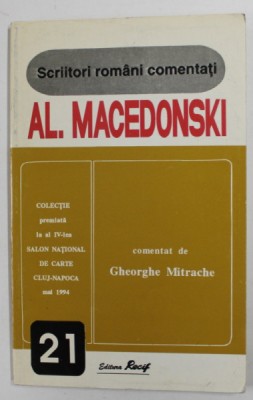 Scriitori români comentați
AL. MACEDONSKI
COLECȚIE
premiată
la al IV-lea
SALON NAȚIONAL
DE CARTE
CLUJ-NAPOCA
mai 1994
comentat de
Gheorghe Mitrache
21
Editura Recif